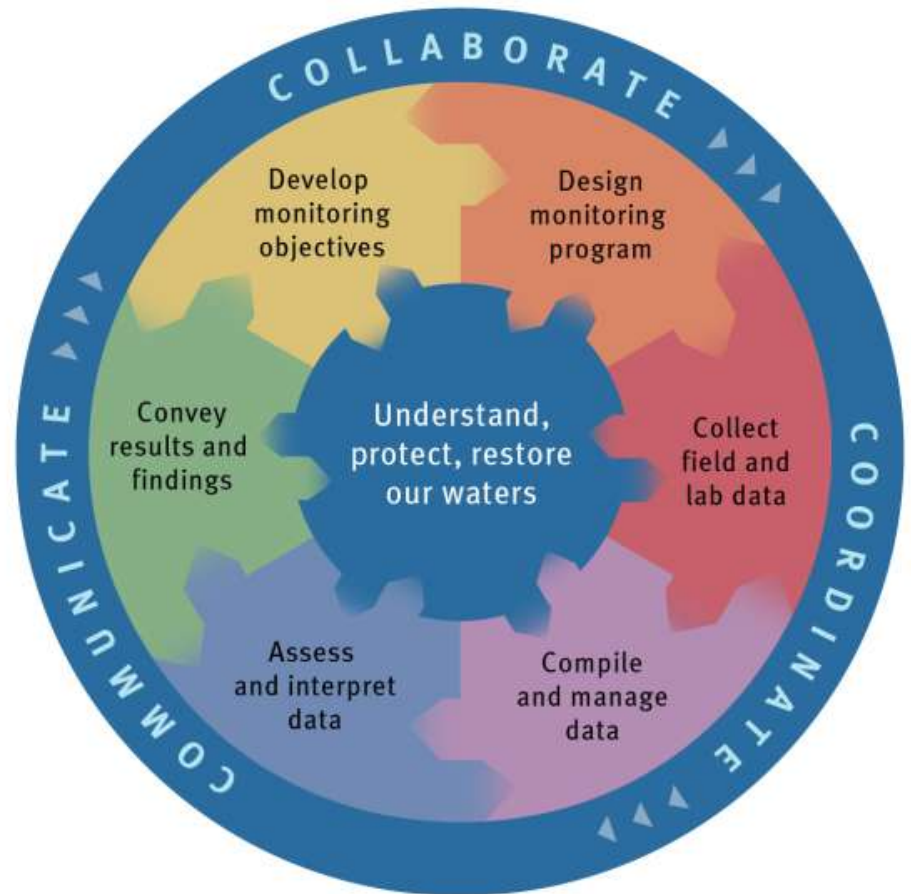 COLLABORATE
COORDINATE
COMMUNICATE
Develop
monitoring
objectives
Design
monitoring
program
Collect
field and
lab data
Compile
and manage
data
Assess
and interpret
data
Convey
results and
findings
Understand,
protect, restore
our waters